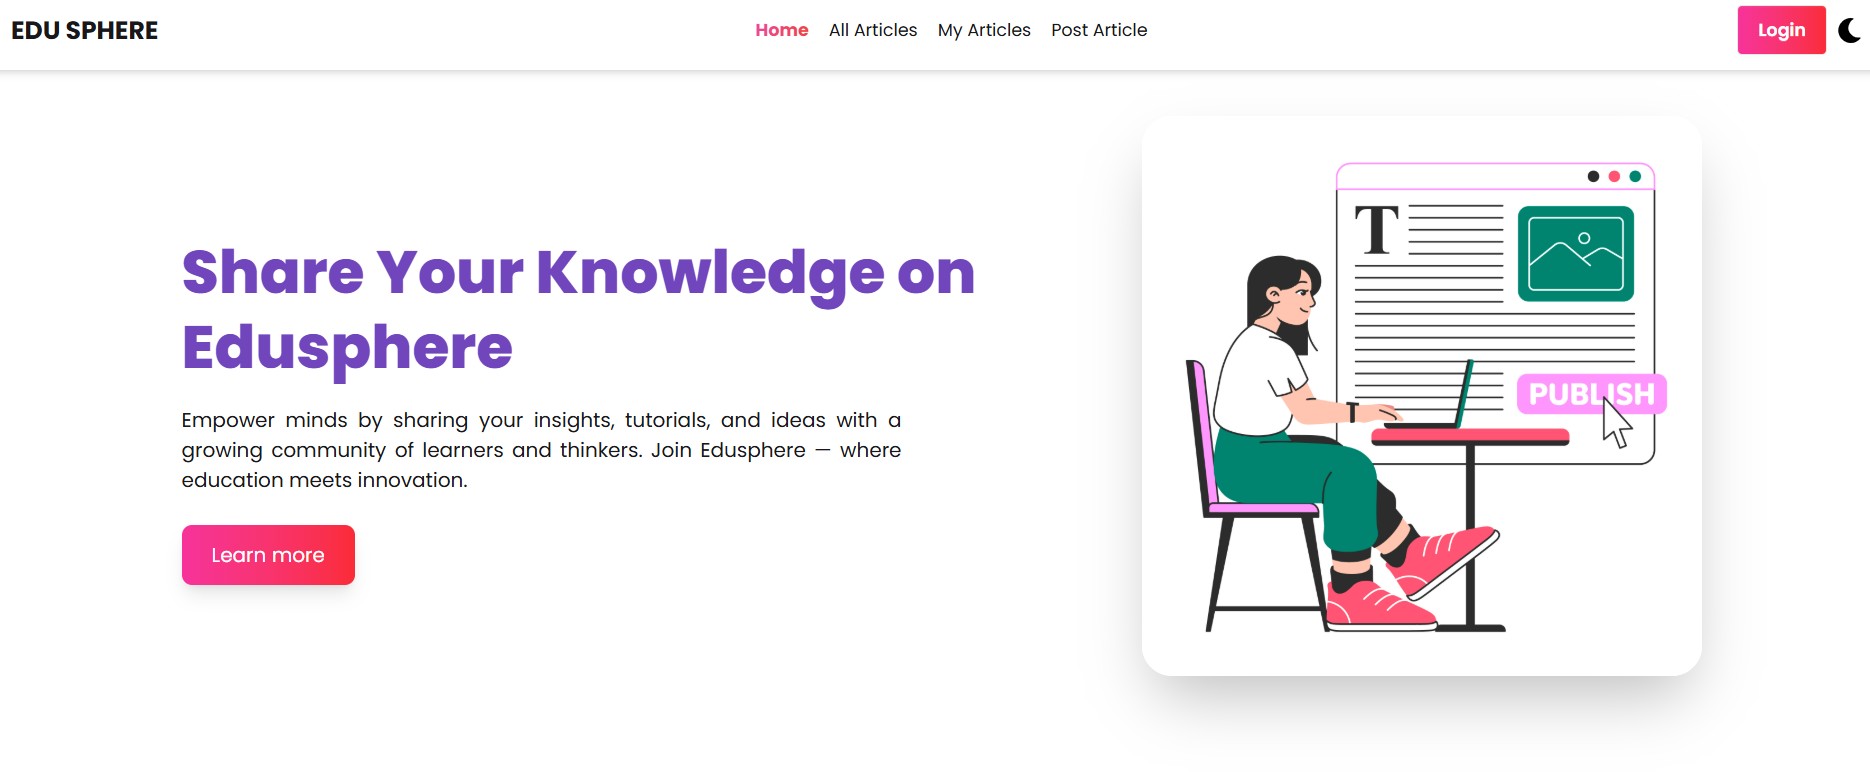 EDU SPHERE
Home
All Articles
My Articles
Post Article
Login
Share Your Knowledge on
Edusphere
Empower minds by sharing your insights, tutorials, and ideas with a
growing community of learners and thinkers. Join Edusphere — where
education meets innovation.
Learn more
T
PUBLISH